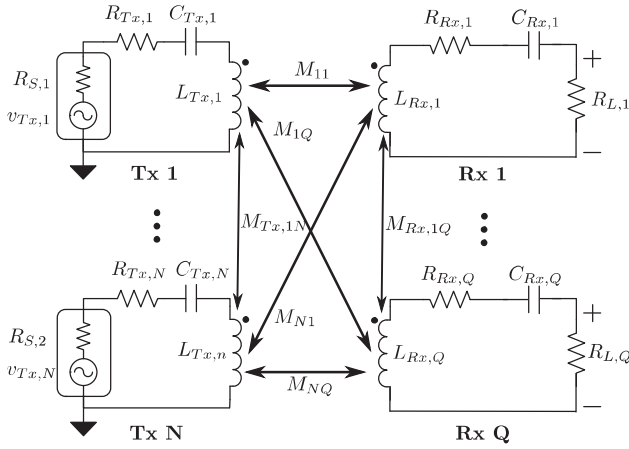 R_{Tx,1} C_{Tx,1}
R_{S,1}
v_{Tx,1}
L_{Tx,1}
Tx 1
M_{11}
M_{1Q}
R_{Rx,1} C_{Rx,1}
L_{Rx,1}
+
R_{L,1}
−
Rx 1
M_{Tx,1N}
M_{Rx,1Q}
M_{N1}
M_{NQ}
R_{Tx,N} C_{Tx,N}
R_{S,2}
v_{Tx,N}
L_{Tx,n}
Tx N
R_{Rx,Q} C_{Rx,Q}
L_{Rx,Q}
+
R_{L,Q}
−
Rx Q